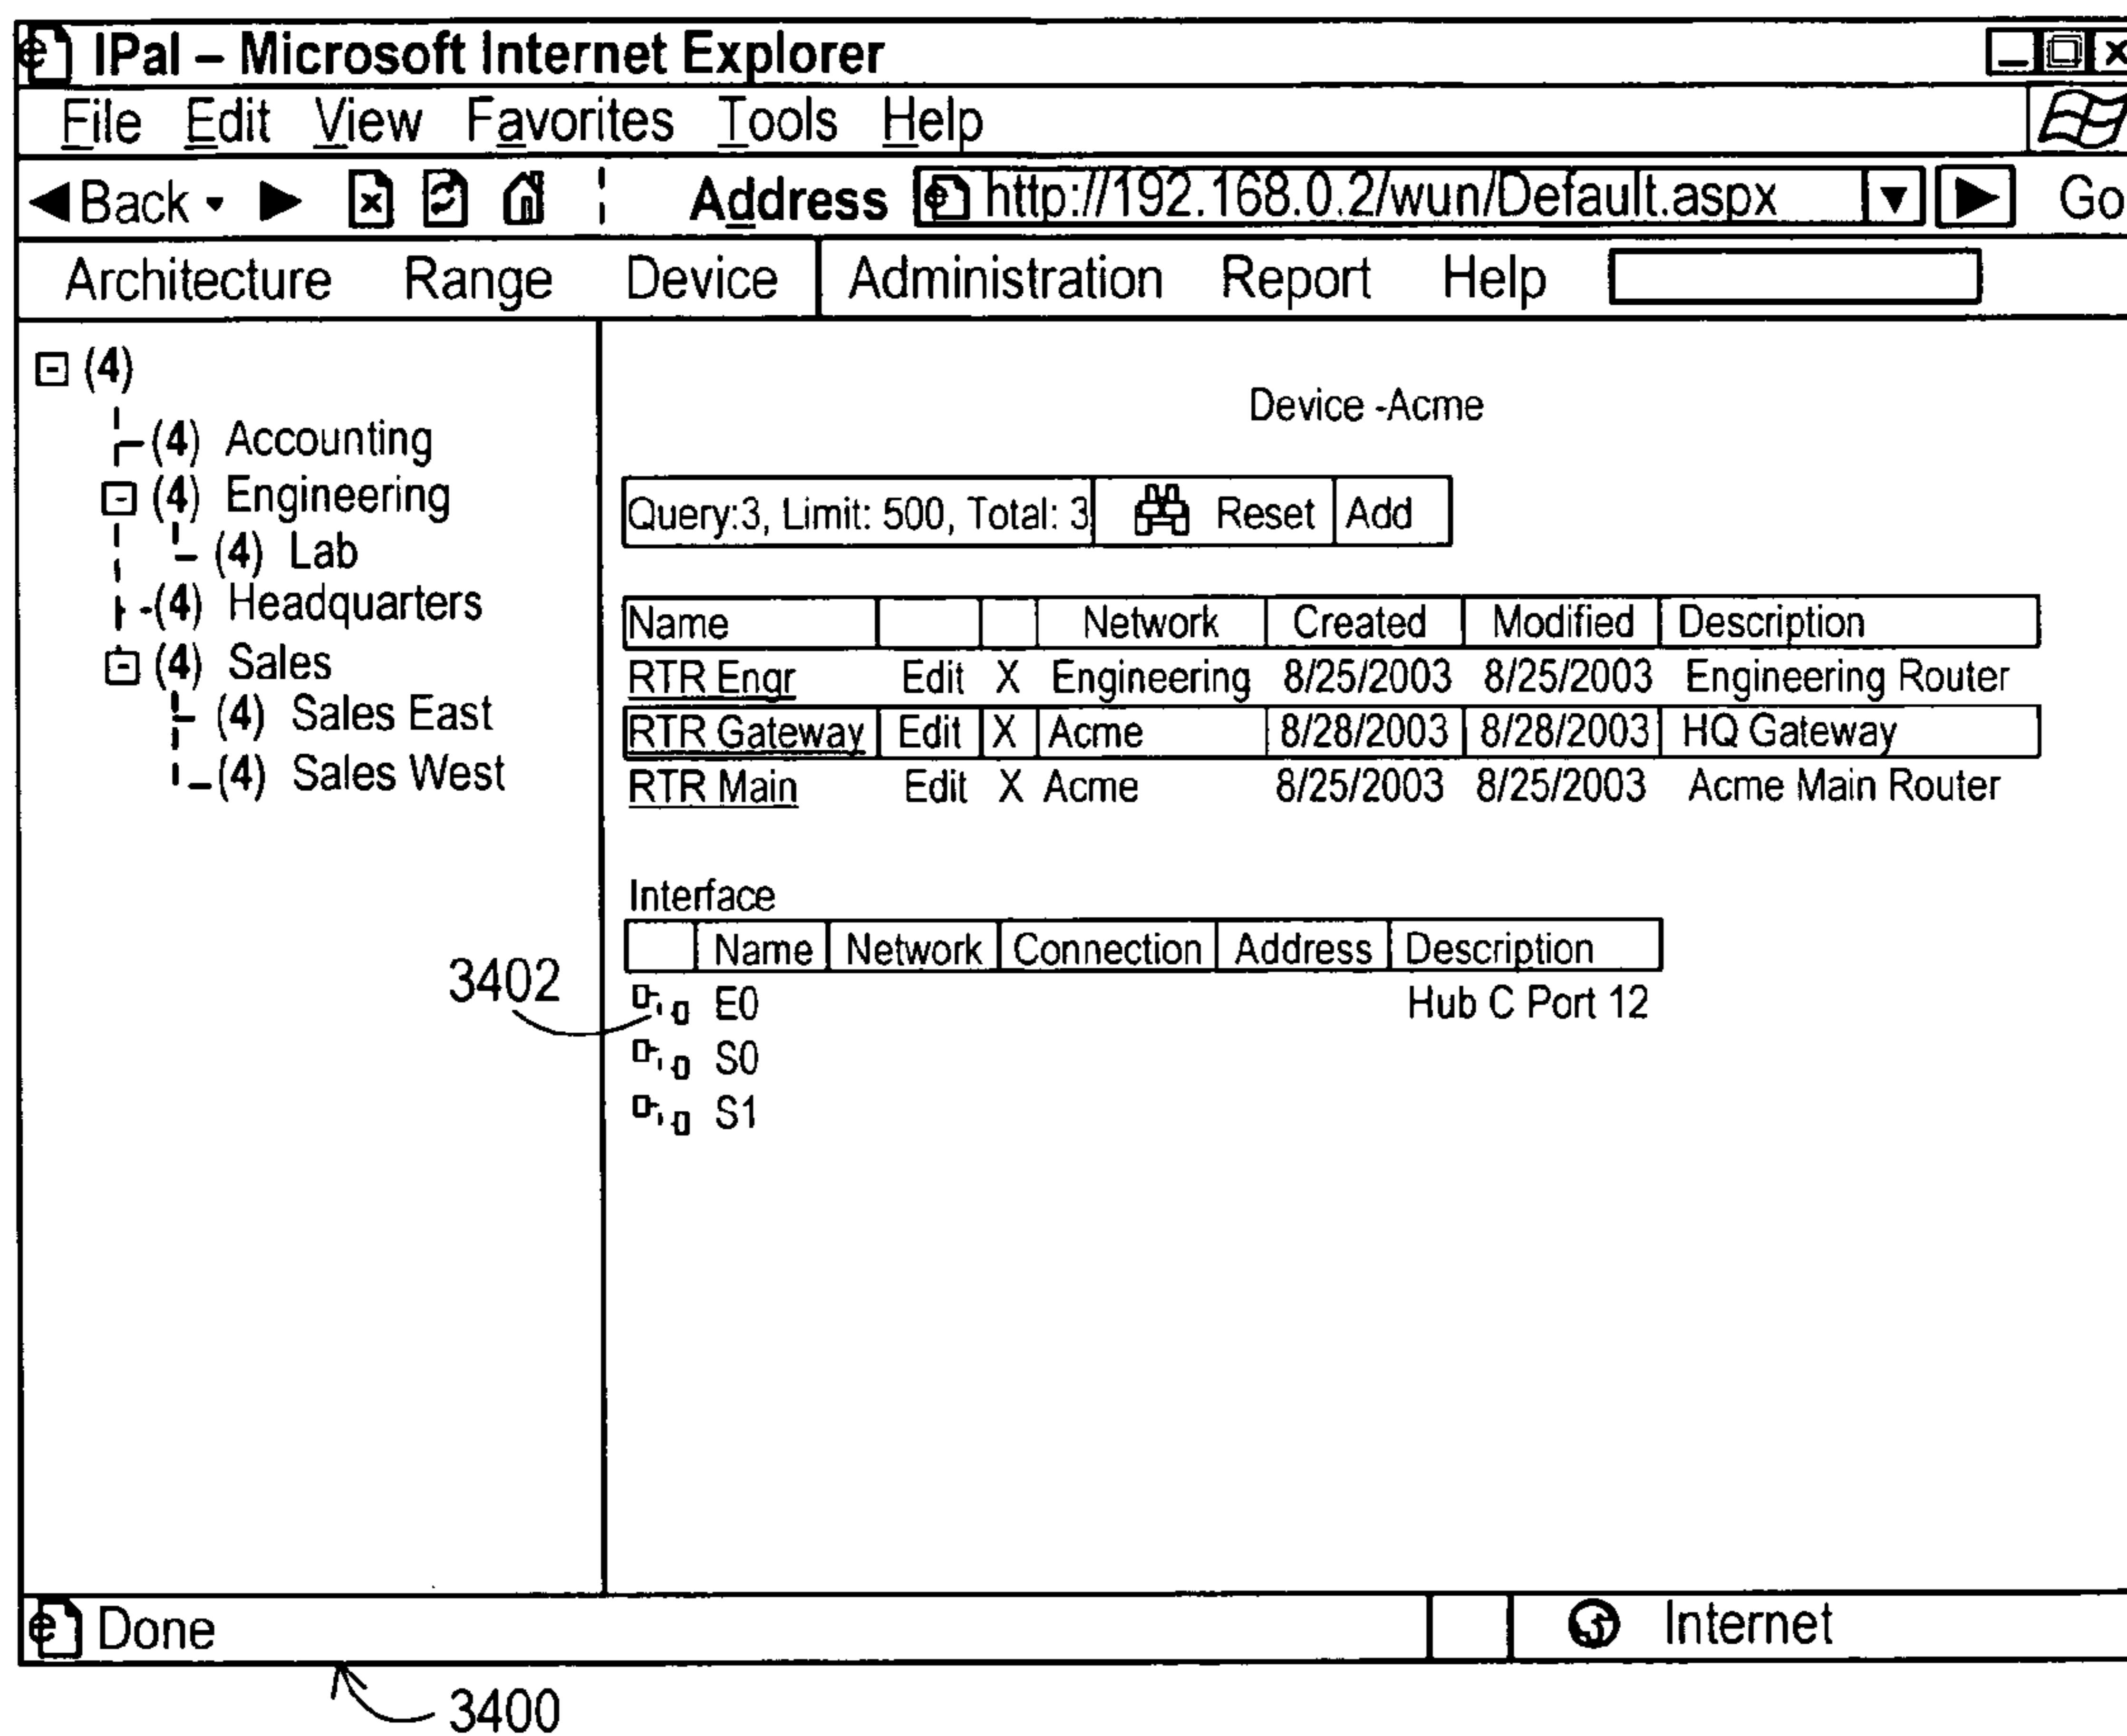 IPal – Microsoft Internet Explorer
File Edit View Favorites Tools Help
Back Address http://192.168.0.2/wun/Default.aspx Go
Architecture Range Device Administration Report Help
(4)
(4) Accounting
(4) Engineering
(4) Lab
(4) Headquarters
(4) Sales
(4) Sales East
(4) Sales West
Device -Acme
Query:3, Limit: 500, Total: 3 Reset Add
Name Network Created Modified Description
RTR Engr Edit X Engineering 8/25/2003 8/25/2003 Engineering Router
RTR Gateway Edit X Acme 8/28/2003 8/28/2003 HQ Gateway
RTR Main Edit X Acme 8/25/2003 8/25/2003 Acme Main Router
Interface
Name Network Connection Address Description
3402
E0 Hub C Port 12
S0
S1
Done Internet
3400